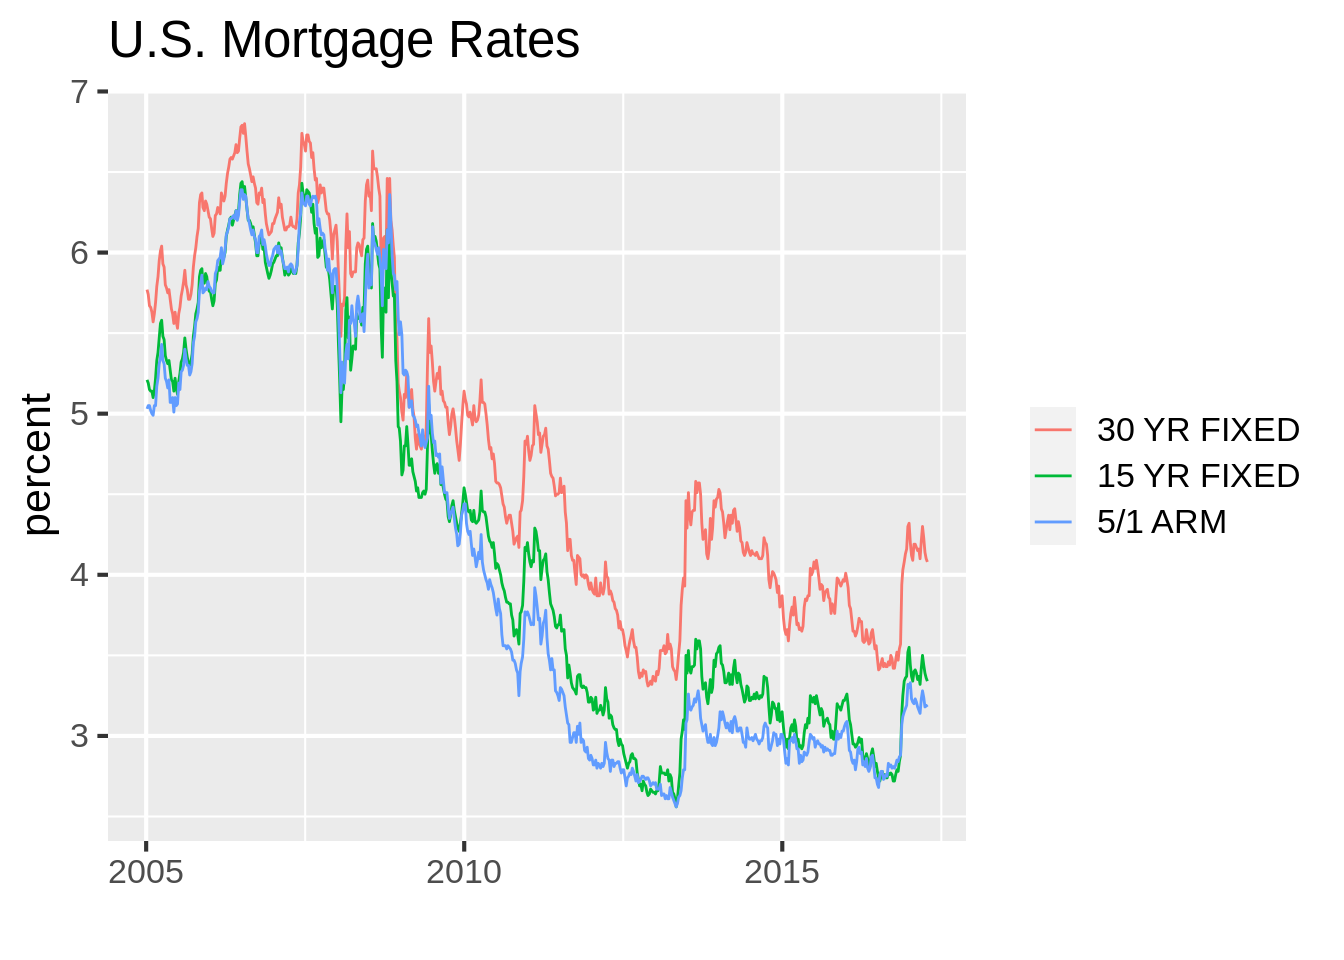 U.S. Mortgage Rates
7
6
5
4
3
percent
2005 2010 2015
30 YR FIXED
15 YR FIXED
5/1 ARM